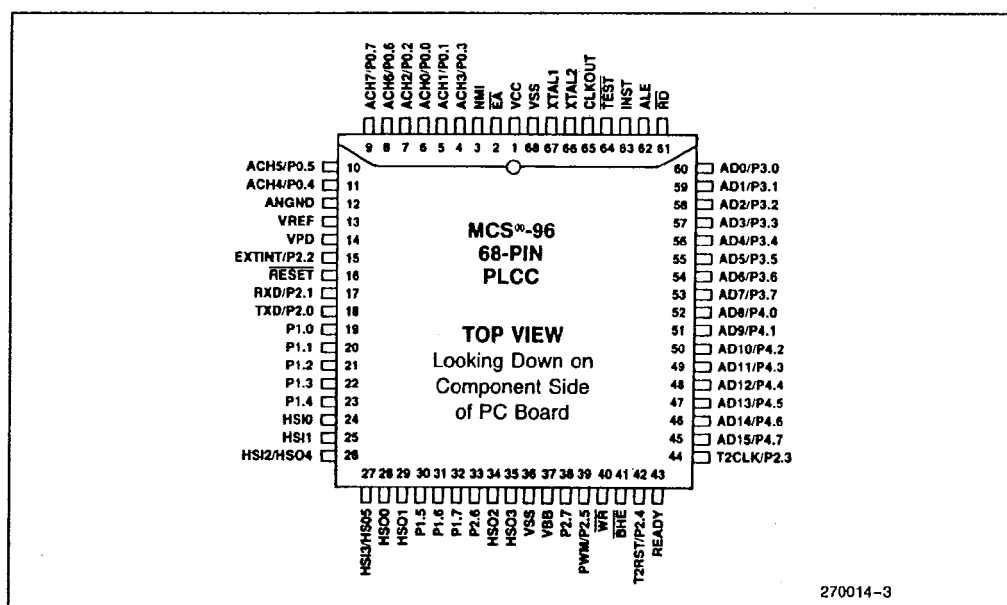 ACH7/P0.7
ACH6/P0.6
ACH2/P0.2
ACH0/P0.0
ACH1/P0.1
ACH3/P0.3
NMI
EA
VCC
VSS
XTAL1
XTAL2
CLKOUT
TEST
INST
ALE
RD
9 8 7 6 5 4 3 2 1 68 67 66 65 64 63 62 61
ACH5/P0.5 10
ACH4/P0.4 11
ANGND 12
VREF 13
VPD 14
EXTINT/P2.2 15
RESET 16
RXD/P2.1 17
TXD/P2.0 18
P1.0 19
P1.1 20
P1.2 21
P1.3 22
P1.4 23
HSI0 24
HSI1 25
HSI2/HSO4 26
MCS®-96
68-PIN
PLCC
TOP VIEW
Looking Down on
Component Side
of PC Board
60 AD0/P3.0
59 AD1/P3.1
58 AD2/P3.2
57 AD3/P3.3
56 AD4/P3.4
55 AD5/P3.5
54 AD6/P3.6
53 AD7/P3.7
52 AD8/P4.0
51 AD9/P4.1
50 AD10/P4.2
49 AD11/P4.3
48 AD12/P4.4
47 AD13/P4.5
46 AD14/P4.6
45 AD15/P4.7
44 T2CLK/P2.3
27 28 29 30 31 32 33 34 35 36 37 38 39 40 41 42 43
HSI3/HSO5
HSO0
HSO1
P1.5
P1.6
P1.7
P2.6
HSO2
HSO3
VSS
VBB
P2.7
PWM/P2.5
WR
BHE
T2RST/P2.4
READY
270014-3